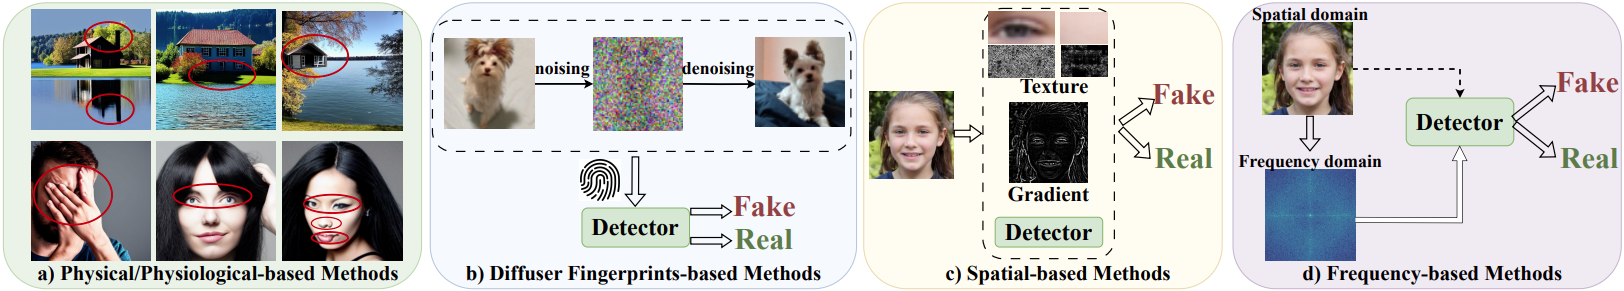 a) Physical/Physiological-based Methods
noising
denoising
Detector
Fake
Real
b) Diffuser Fingerprints-based Methods
Texture
Gradient
Detector
Fake
Real
c) Spatial-based Methods
Spatial domain
Frequency domain
Detector
Fake
Real
d) Frequency-based Methods